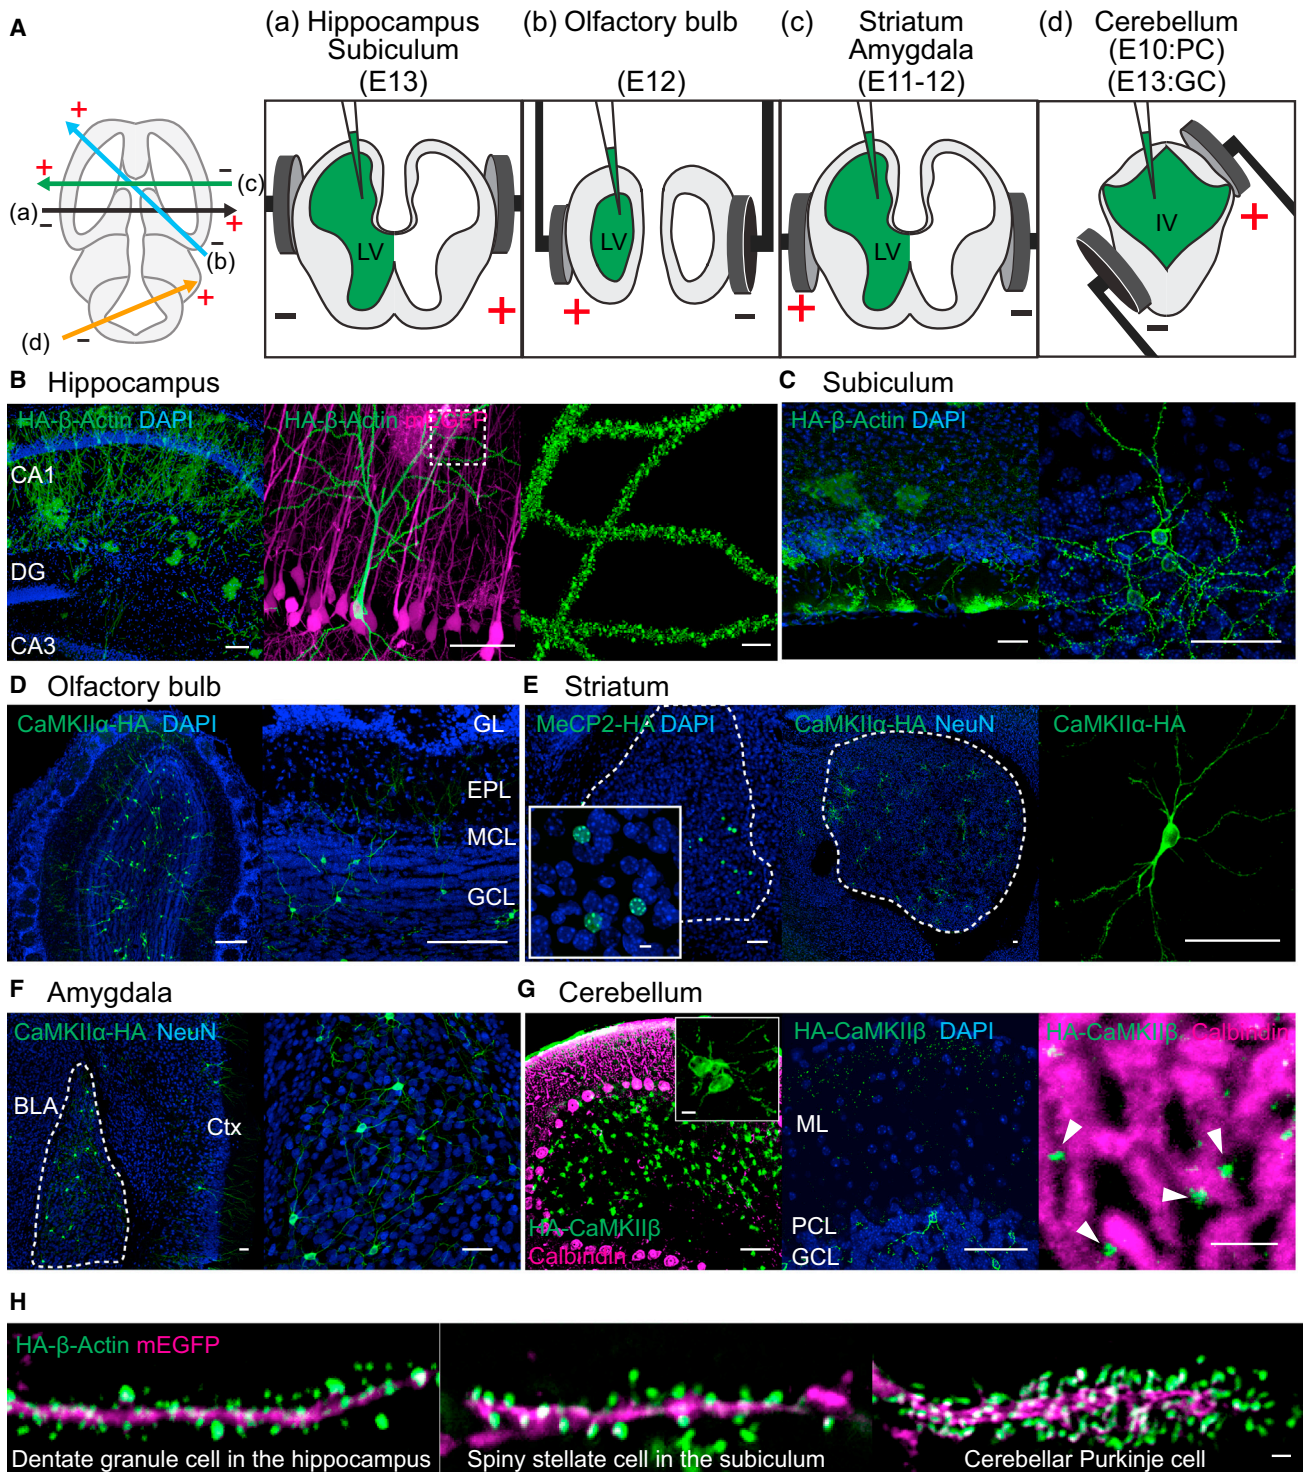 A
(a) Hippocampus
Subiculum
(E13)
(b) Olfactory bulb
(E12)
(c) Striatum
Amygdala
(E11-12)
(d) Cerebellum
(E10:PC)
(E13:GC)
+
+
−
(c)
(a)
−
+
−
(b)
+
(d)
−
LV
−
+
LV
+
−
LV
+
−
IV
+
−
B Hippocampus
HA-β-Actin DAPI
CA1
DG
CA3
HA-β-Actin mEGFP
C Subiculum
HA-β-Actin DAPI
D Olfactory bulb
CaMKIIα-HA DAPI
GL
EPL
MCL
GCL
E Striatum
MeCP2-HA DAPI
CaMKIIα-HA NeuN
CaMKIIα-HA
F Amygdala
CaMKIIα-HA NeuN
BLA
Ctx
G Cerebellum
HA-CaMKIIβ
Calbindin
HA-CaMKIIβ DAPI
ML
PCL
GCL
HA-CaMKIIβ Calbindin
H
HA-β-Actin mEGFP
Dentate granule cell in the hippocampus
Spiny stellate cell in the subiculum
Cerebellar Purkinje cell